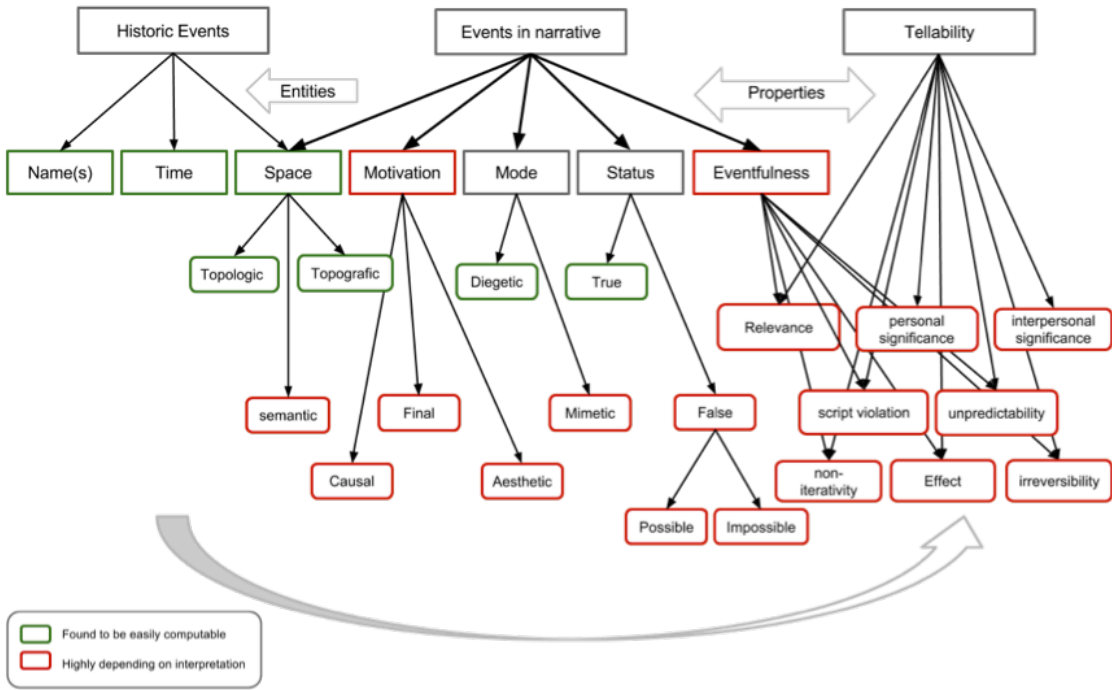 Historic Events
Events in narrative
Tellability
Entities
Properties
Name(s)
Time
Space
Motivation
Mode
Status
Eventfulness
Topologic
Topografic
Diegetic
True
Relevance
personal
significance
interpersonal
significance
semantic
Final
Mimetic
False
script violation
unpredictability
Causal
Aesthetic
non-
iterativity
Effect
irreversibility
Possible
Impossible
Found to be easily computable
Highly depending on interpretation